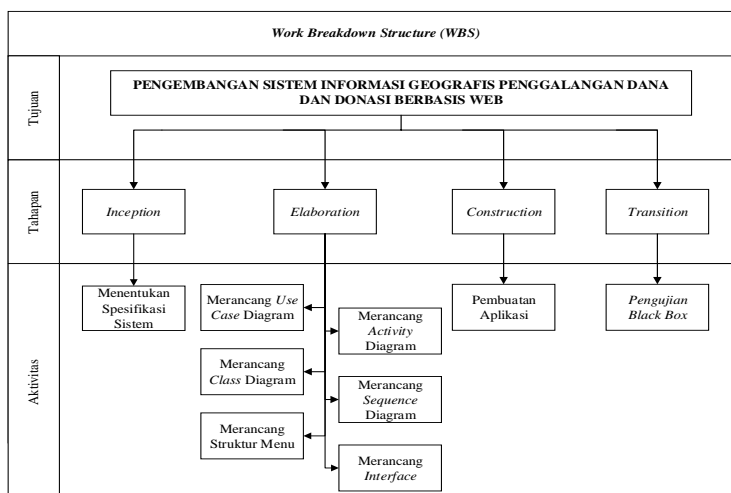 Work Breakdown Structure (WBS)
Tujuan
PENGEMBANGAN SISTEM INFORMASI GEOGRAFIS PENGGALANGAN DANA
DAN DONASI BERBASIS WEB
Tahapan
Inception
Elaboration
Construction
Transition
Aktivitas
Menentukan
Spesifikasi
Sistem
Merancang Use
Case Diagram
Merancang
Activity
Diagram
Merancang
Class Diagram
Merancang
Sequence
Diagram
Merancang
Struktur Menu
Merancang
Interface
Pembuatan
Aplikasi
Pengujian
Black Box